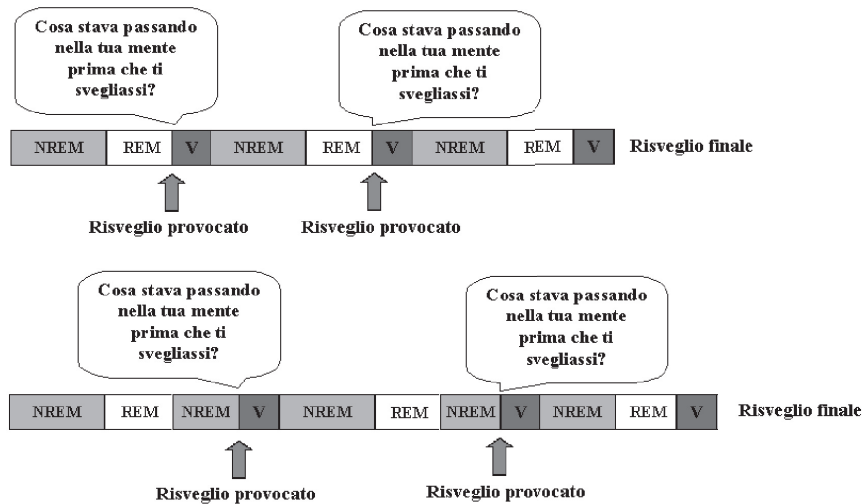 Cosa stava passando
nella tua mente
prima che ti
svegliassi?
Cosa stava passando
nella tua mente
prima che ti
svegliassi?
NREM REM V NREM REM V NREM REM V Risveglio finale
Risveglio provocato Risveglio provocato
Cosa stava passando
nella tua mente
prima che ti
svegliassi?
Cosa stava passando
nella tua mente
prima che ti
svegliassi?
NREM REM NREM V NREM REM NREM V NREM REM V Risveglio finale
Risveglio provocato Risveglio provocato